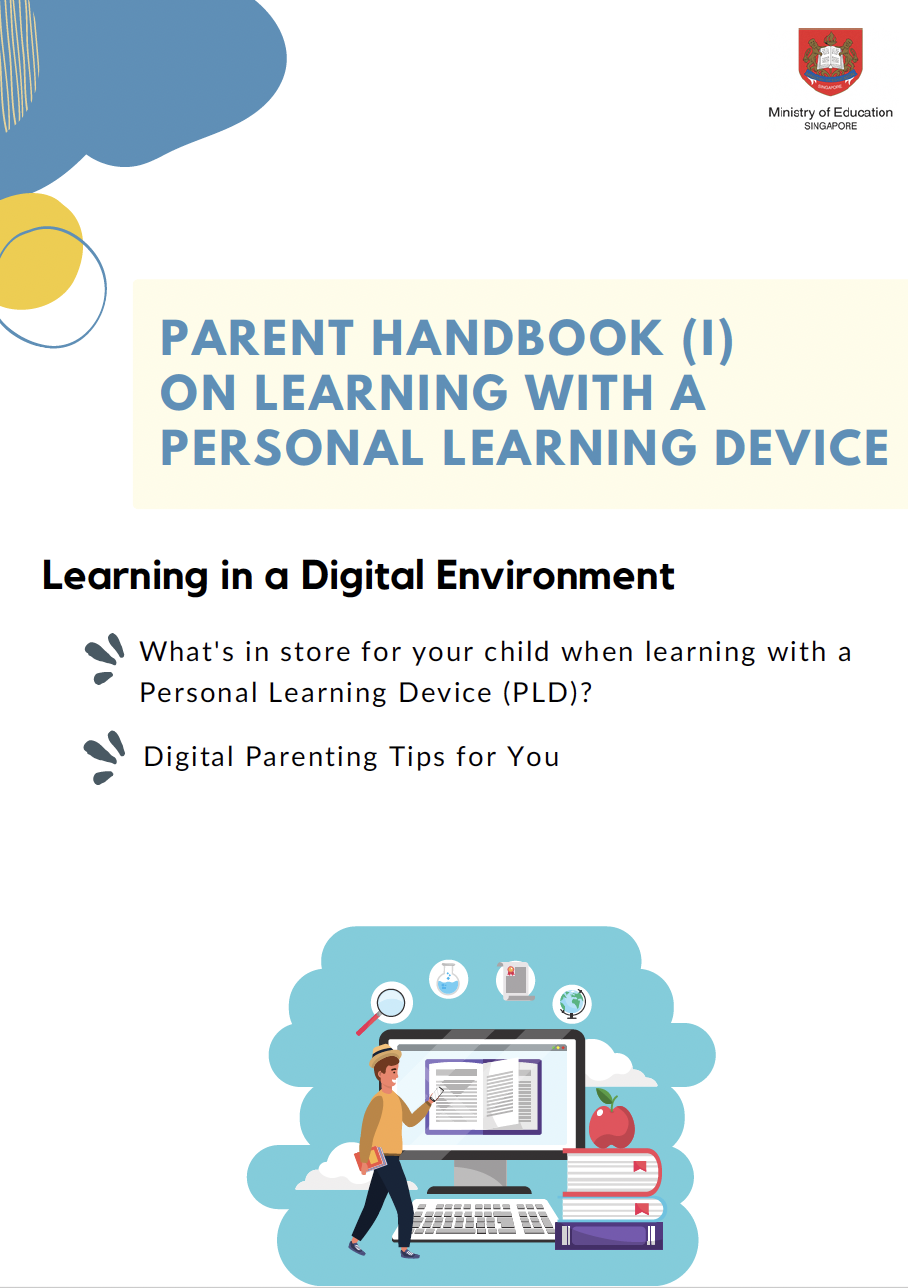 Ministry of Education
SINGAPORE
PARENT HANDBOOK (I)
ON LEARNING WITH A
PERSONAL LEARNING DEVICE
Learning in a Digital Environment
What's in store for your child when learning with a
Personal Learning Device (PLD)?
Digital Parenting Tips for You